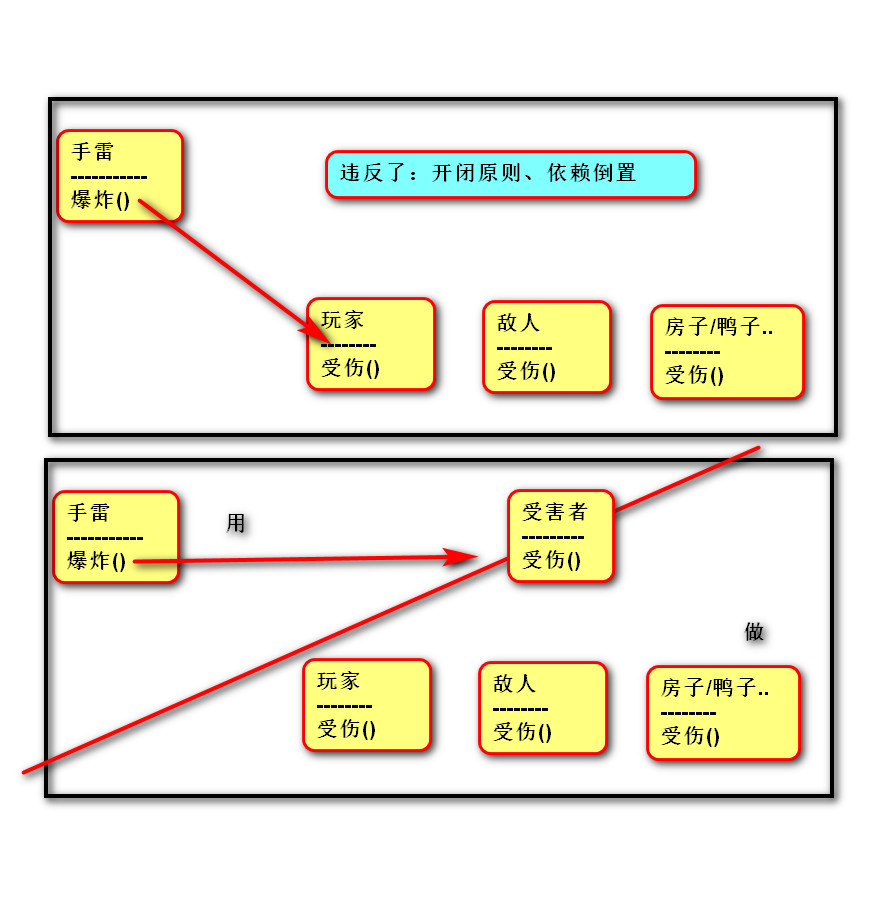 手雷
-----------
爆炸()
违反了：开闭原则、依赖倒置
玩家
--------
受伤()
敌人
--------
受伤()
房子/鸭子..
--------
受伤()
手雷
-----------
爆炸()
用
受害者
---------
受伤()
做
玩家
--------
受伤()
敌人
--------
受伤()
房子/鸭子..
--------
受伤()